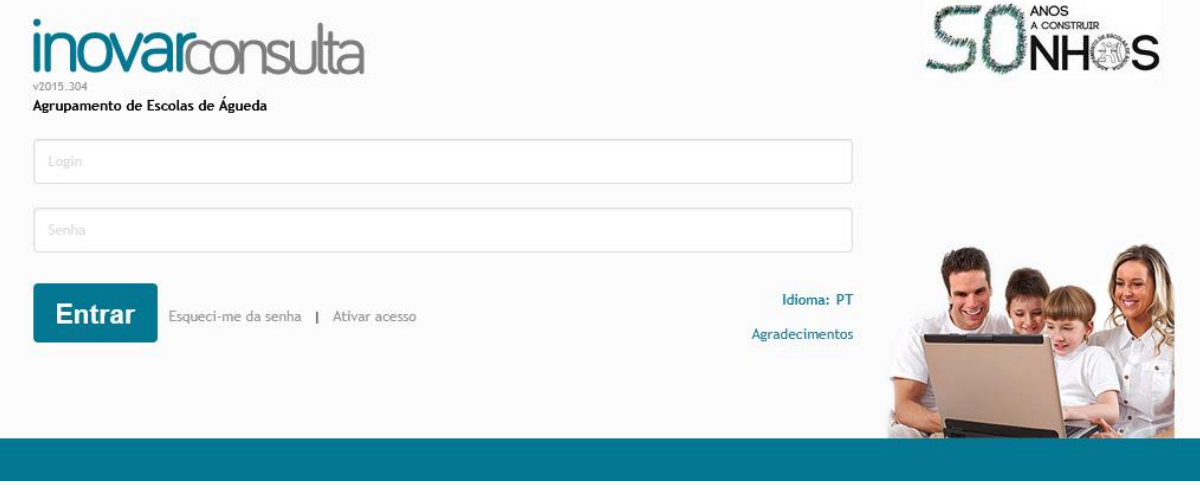 inovarconsulta
v2015.304
Agrupamento de Escolas de Águeda
50 ANOS
A CONSTRUIR
NHOS
Login
Senha
Entrar
Esqueci-me da senha | Ativar acesso
Idioma: PT
Agradecimentos